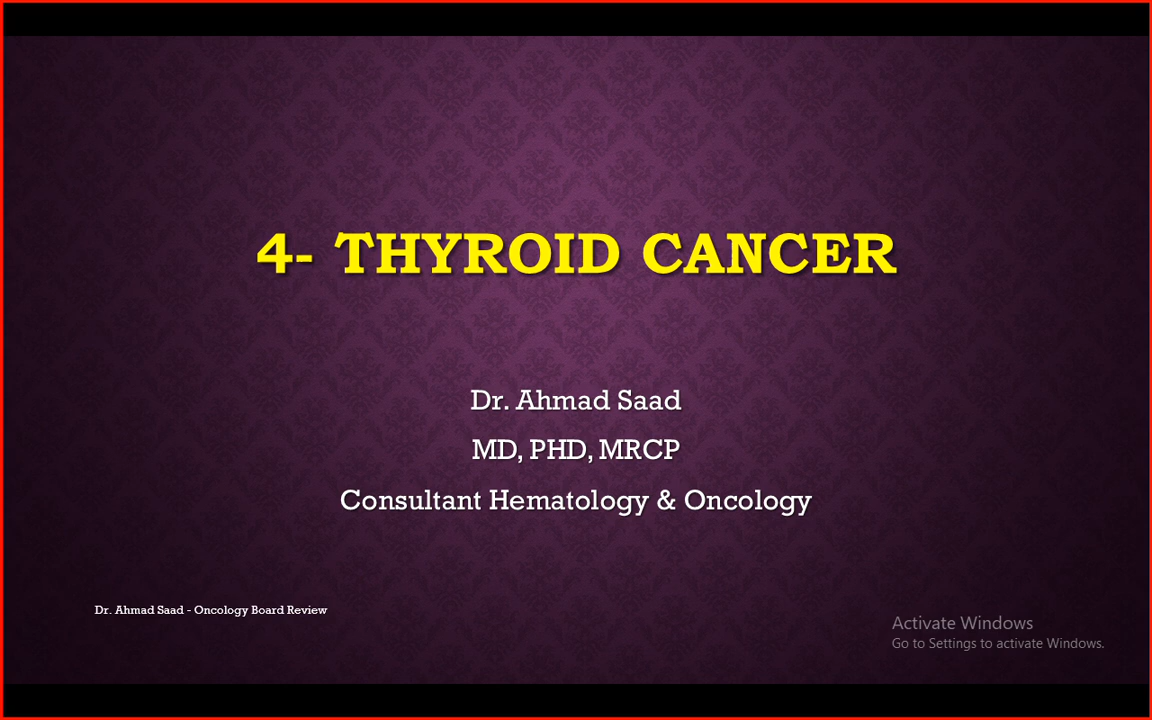 4- THYROID CANCER
Dr. Ahmad Saad
MD, PHD, MRCP
Consultant Hematology & Oncology
Dr. Ahmad Saad - Oncology Board Review
Activate Windows
Go to Settings to activate Windows.